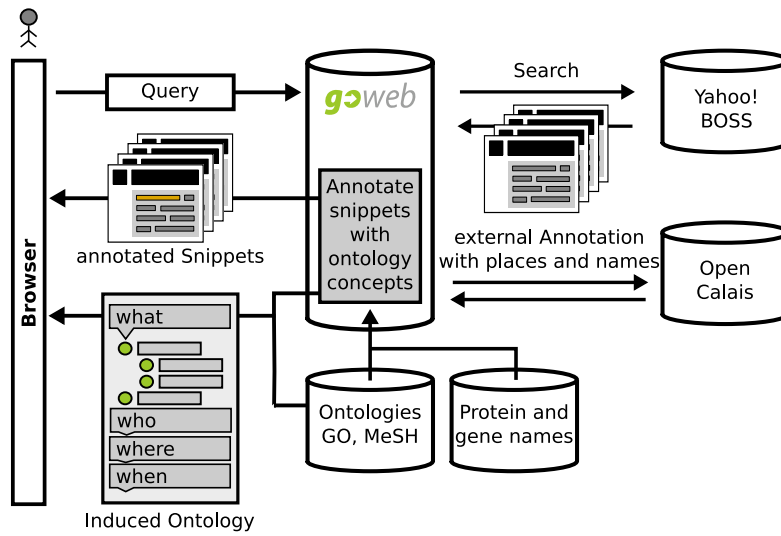 Query
goweb
Search
Yahoo!
BOSS
annotated Snippets
Annotate
snippets
with
ontology
concepts
external Annotation
with places and names
Open
Calais
Browser
what
who
where
when
Induced Ontology
Ontologies
GO, MeSH
Protein and
gene names